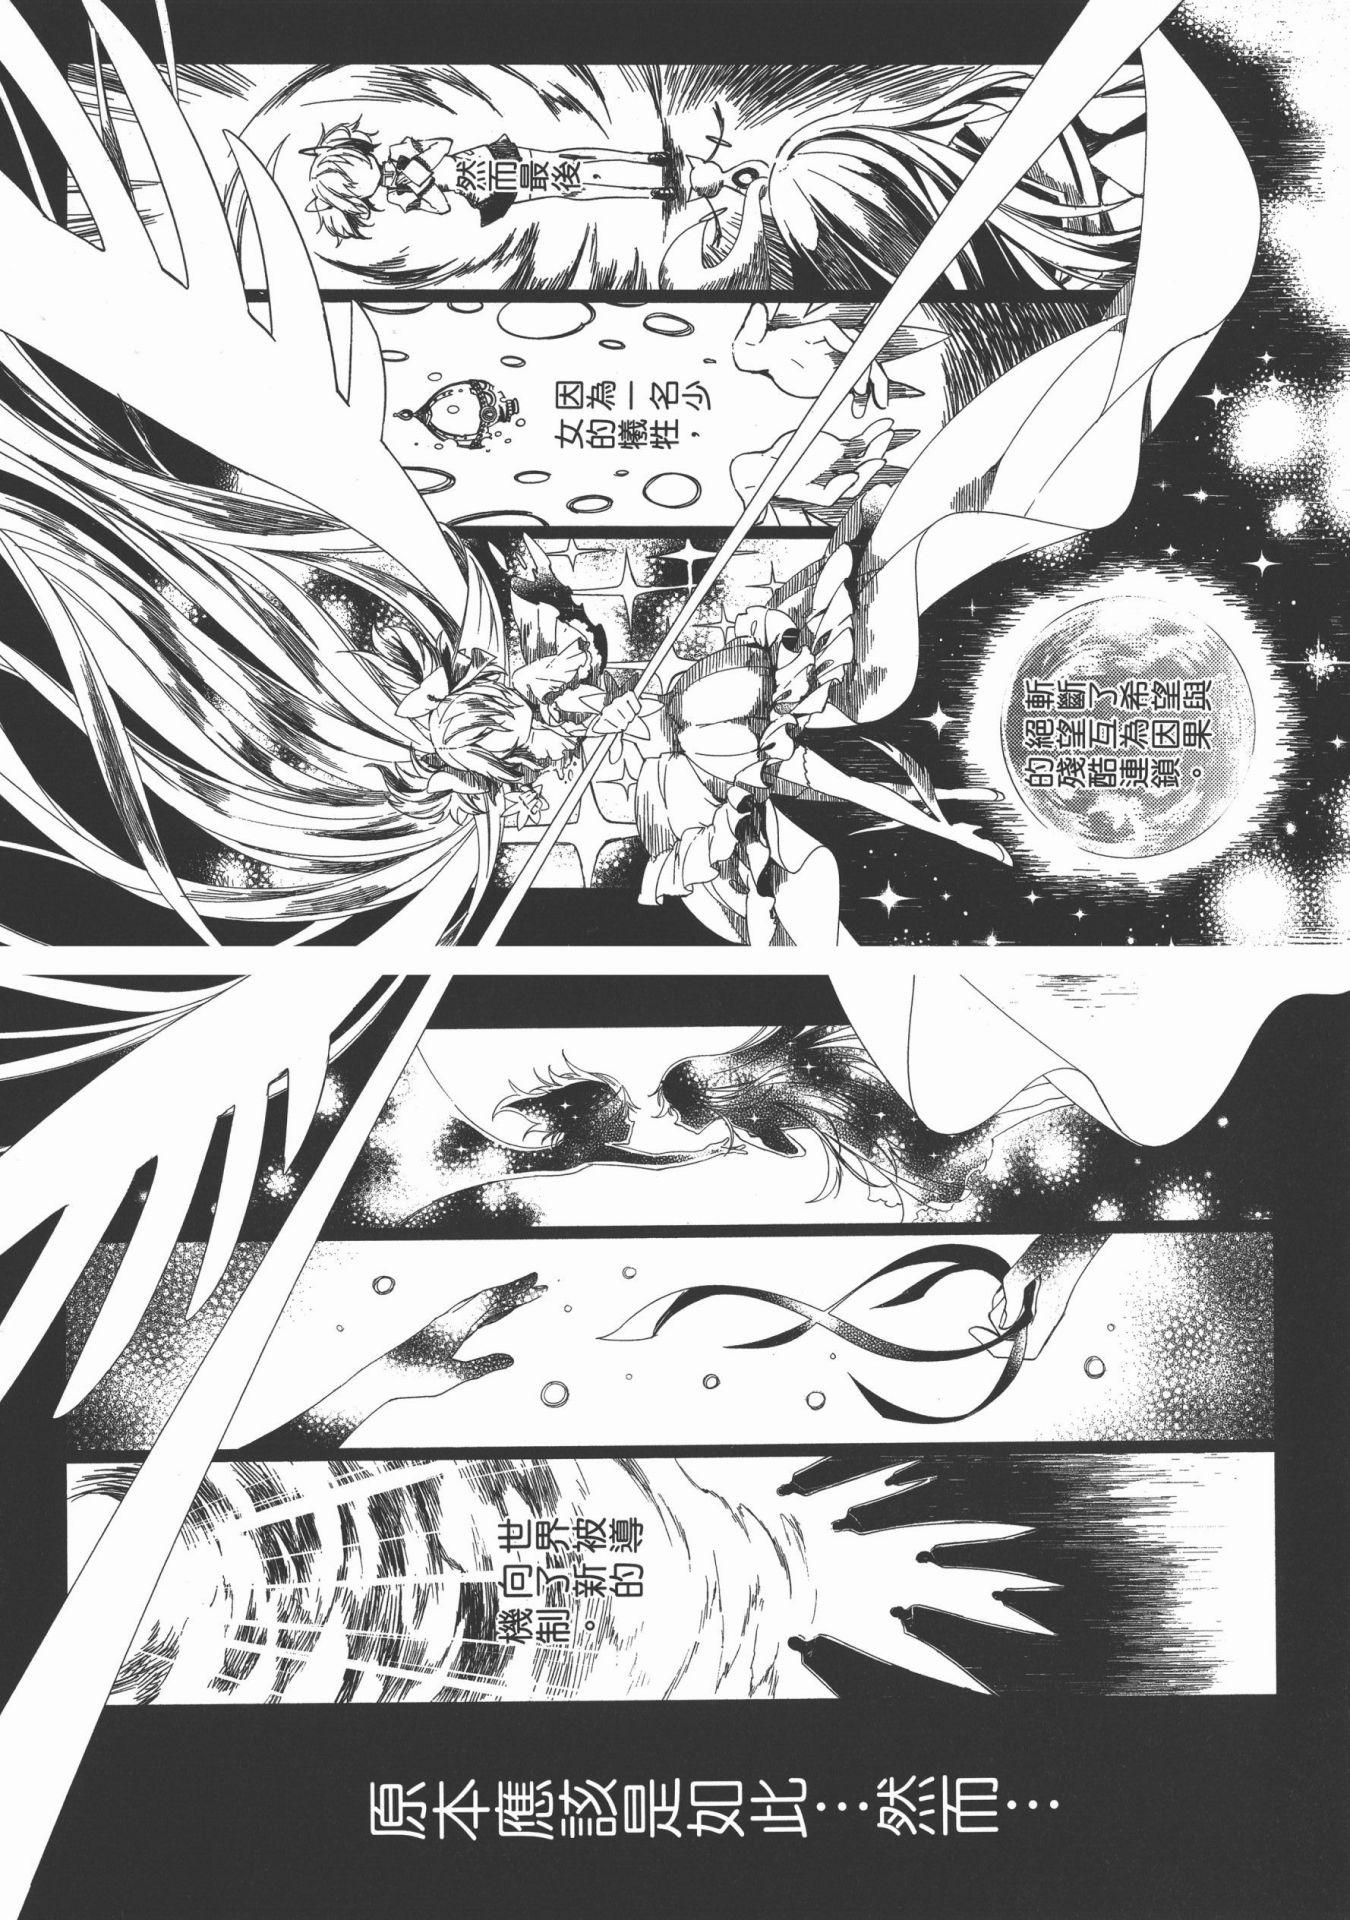 然而最後，
因為一名少
女的犧牲，
斬斷了希望與
絕望互為因果
的殘酷連鎖。
世界被導
向了新的
機制。
原本應該是如此…然而…